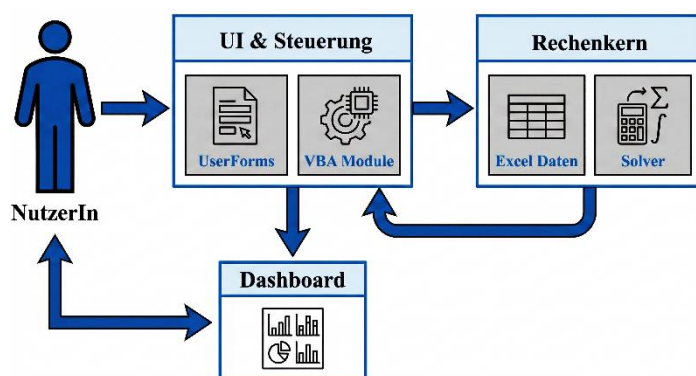 UI & Steuerung
Rechenkern
UserForms
VBA Module
Excel Daten
Solver
NutzerIn
Dashboard